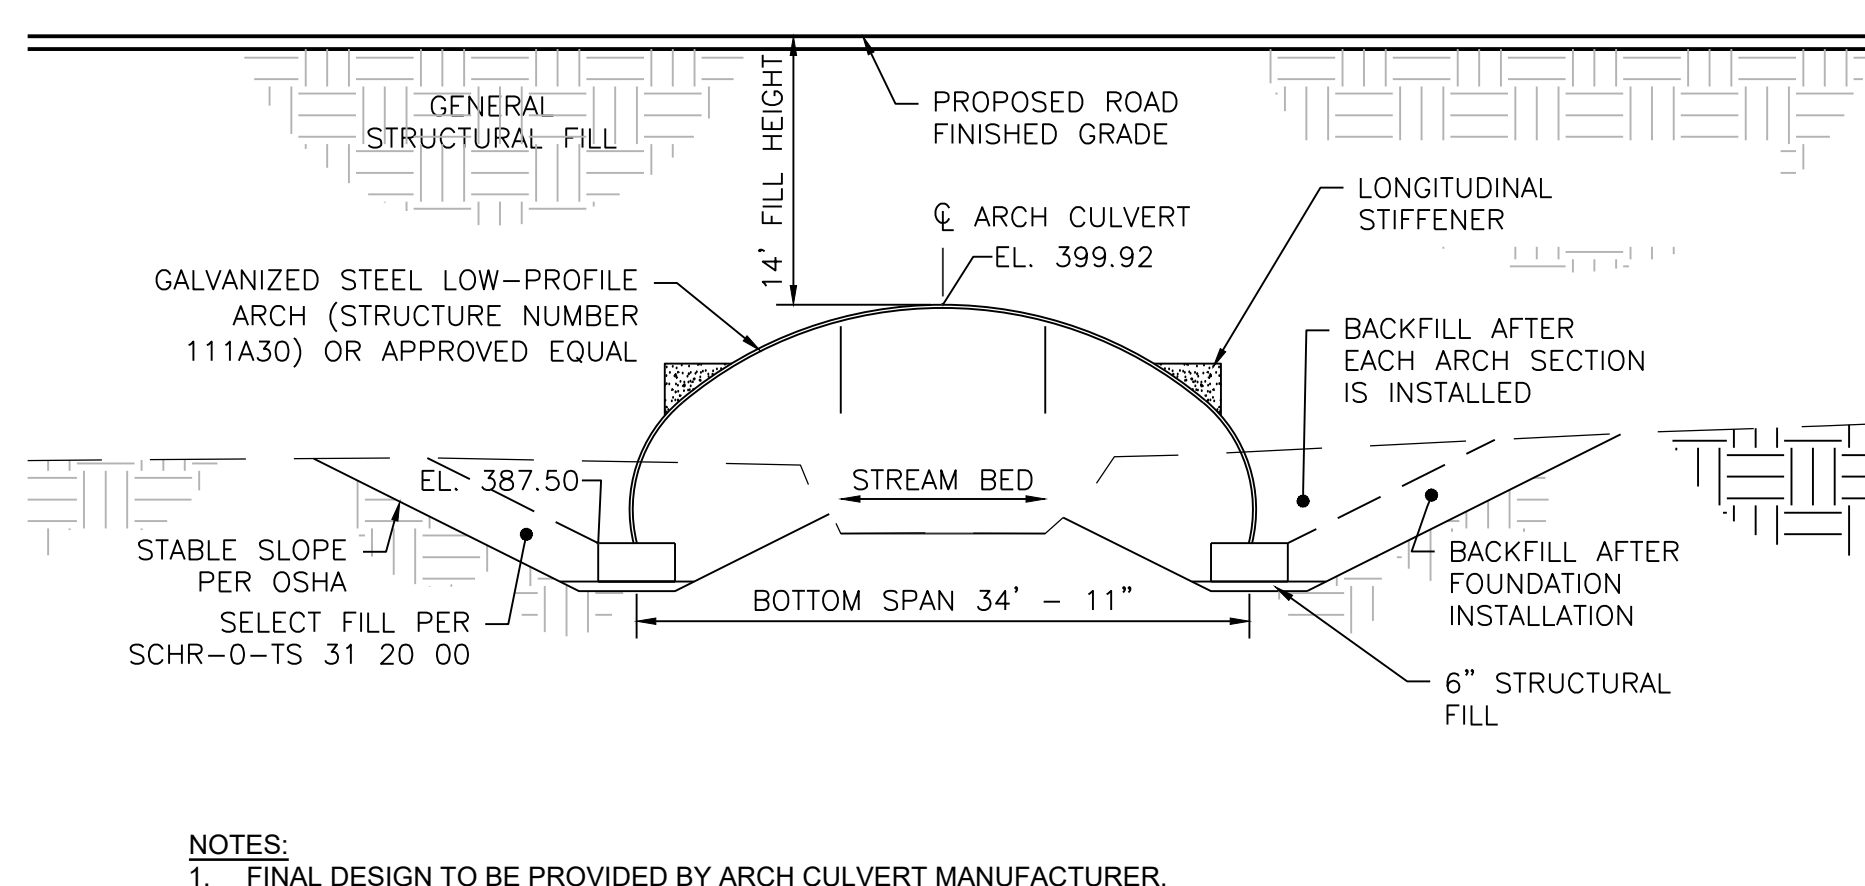 GENERAL
STRUCTURAL FILL
14' FILL HEIGHT
PROPOSED ROAD
FINISHED GRADE
LONGITUDINAL
STIFFENER
℄ ARCH CULVERT
EL. 399.92
GALVANIZED STEEL LOW-PROFILE
ARCH (STRUCTURE NUMBER
111A30) OR APPROVED EQUAL
BACKFILL AFTER
EACH ARCH SECTION
IS INSTALLED
EL. 387.50
STREAM BED
STABLE SLOPE
PER OSHA
SELECT FILL PER
SCHR-0-TS 31 20 00
BOTTOM SPAN 34' - 11"
BACKFILL AFTER
FOUNDATION
INSTALLATION
6" STRUCTURAL
FILL
NOTES:
1. FINAL DESIGN TO BE PROVIDED BY ARCH CULVERT MANUFACTURER.